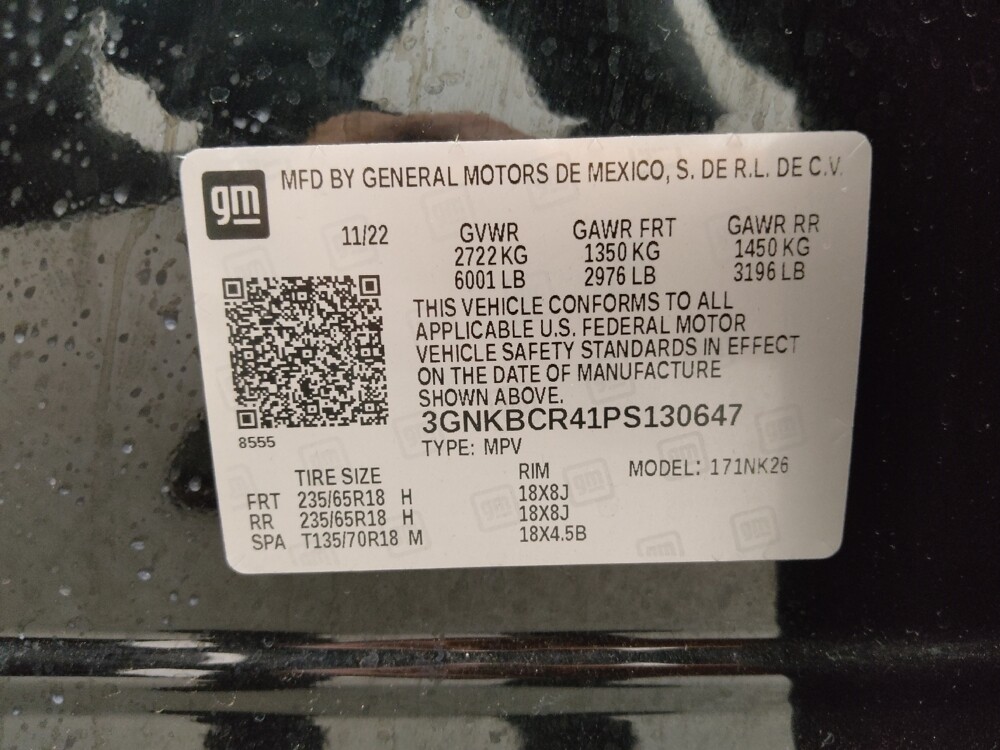 gm
MFD BY GENERAL MOTORS DE MEXICO, S. DE R.L. DE C.V.
11/22 GVWR GAWR FRT GAWR RR
2722 KG 1350 KG 1450 KG
6001 LB 2976 LB 3196 LB
THIS VEHICLE CONFORMS TO ALL
APPLICABLE U.S. FEDERAL MOTOR
VEHICLE SAFETY STANDARDS IN EFFECT
ON THE DATE OF MANUFACTURE
SHOWN ABOVE.
3GNKBCR41PS130647
8555
TYPE: MPV
TIRE SIZE RIM MODEL: 171NK26
FRT 235/65R18 H 18X8J
RR 235/65R18 H 18X8J
SPA T135/70R18 M 18X4.5B